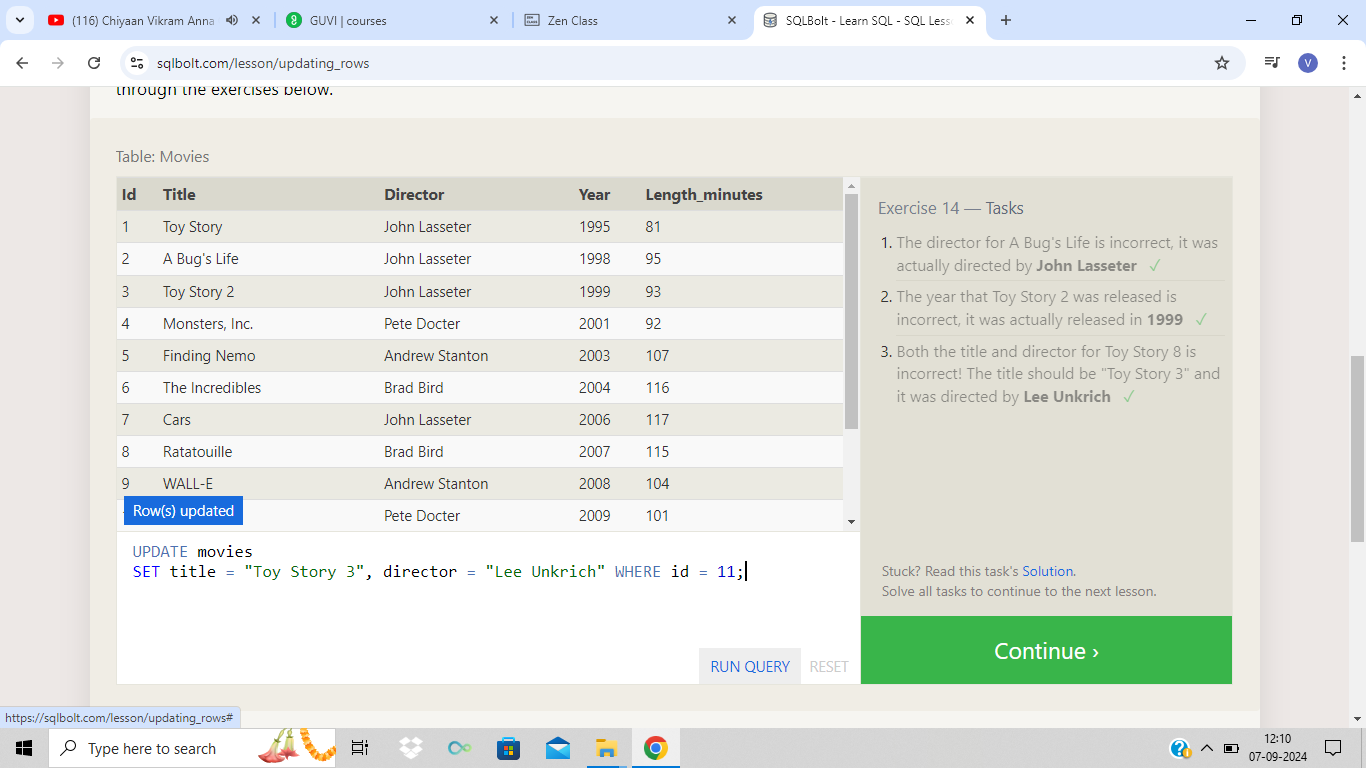 (116) Chiyaan Vikram Anna
GUVI | courses
Zen Class
SQLBolt - Learn SQL - SQL Less
sqlbolt.com/lesson/updating_rows
V
through the exercises below.
Table: Movies
Id Title Director Year Length_minutes
1 Toy Story John Lasseter 1995 81
2 A Bug's Life John Lasseter 1998 95
3 Toy Story 2 John Lasseter 1999 93
4 Monsters, Inc. Pete Docter 2001 92
5 Finding Nemo Andrew Stanton 2003 107
6 The Incredibles Brad Bird 2004 116
7 Cars John Lasseter 2006 117
8 Ratatouille Brad Bird 2007 115
9 WALL-E Andrew Stanton 2008 104
Pete Docter 2009 101
Row(s) updated
UPDATE movies
SET title = "Toy Story 3", director = "Lee Unkrich" WHERE id = 11;
RUN QUERY RESET
Exercise 14 — Tasks
1. The director for A Bug's Life is incorrect, it was
actually directed by John Lasseter ✓
2. The year that Toy Story 2 was released is
incorrect, it was actually released in 1999 ✓
3. Both the title and director for Toy Story 8 is
incorrect! The title should be "Toy Story 3" and
it was directed by Lee Unkrich ✓
Stuck? Read this task's Solution.
Solve all tasks to continue to the next lesson.
Continue ›
https://sqlbolt.com/lesson/updating_rows#
Type here to search
12:10
07-09-2024